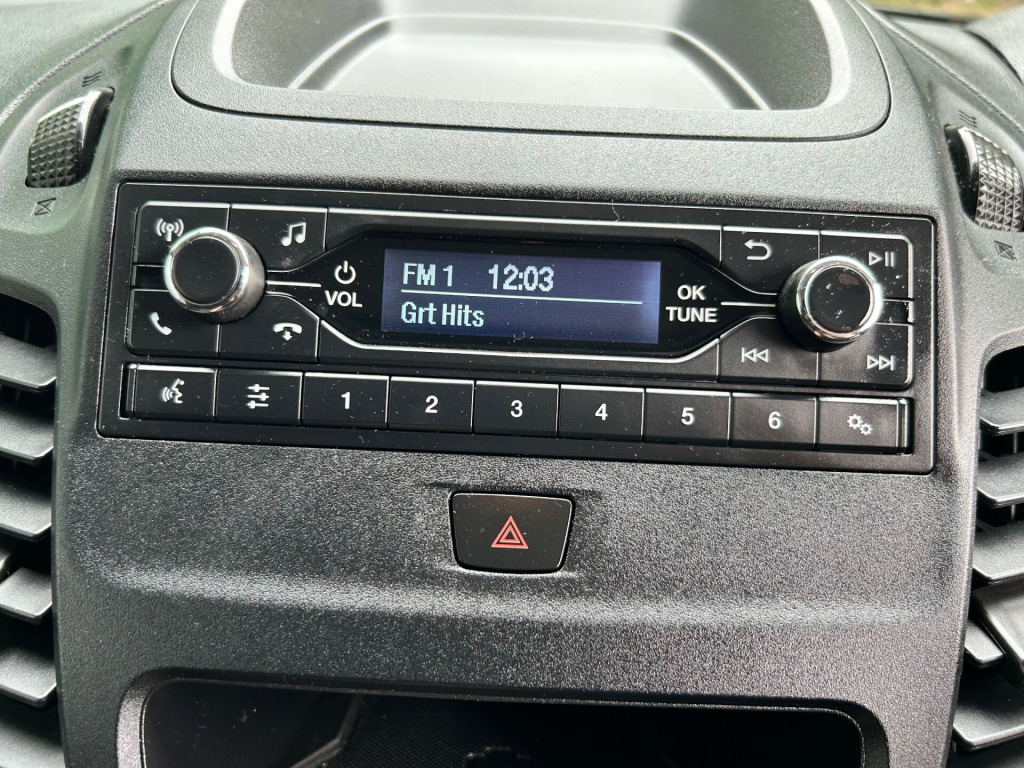 FM 1 12:03
Grt Hits
VOL
OK
TUNE
1 2 3 4 5 6